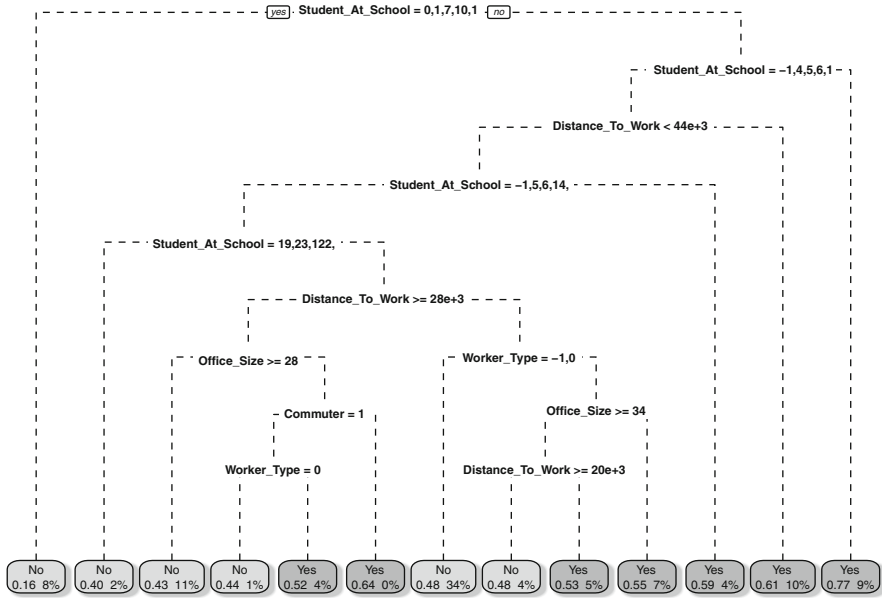 yes Student_At_School = 0,1,7,10,1 no
Student_At_School = −1,4,5,6,1
Distance_To_Work < 44e+3
Student_At_School = −1,5,6,14,
Student_At_School = 19,23,122,
Distance_To_Work >= 28e+3
Office_Size >= 28
Worker_Type = −1,0
Commuter = 1
Office_Size >= 34
Worker_Type = 0
Distance_To_Work >= 20e+3
No No No No Yes Yes No No Yes Yes Yes Yes Yes
0.16 8% 0.40 2% 0.43 11% 0.44 1% 0.52 4% 0.64 0% 0.48 34% 0.48 4% 0.53 5% 0.55 7% 0.59 4% 0.61 10% 0.77 9%